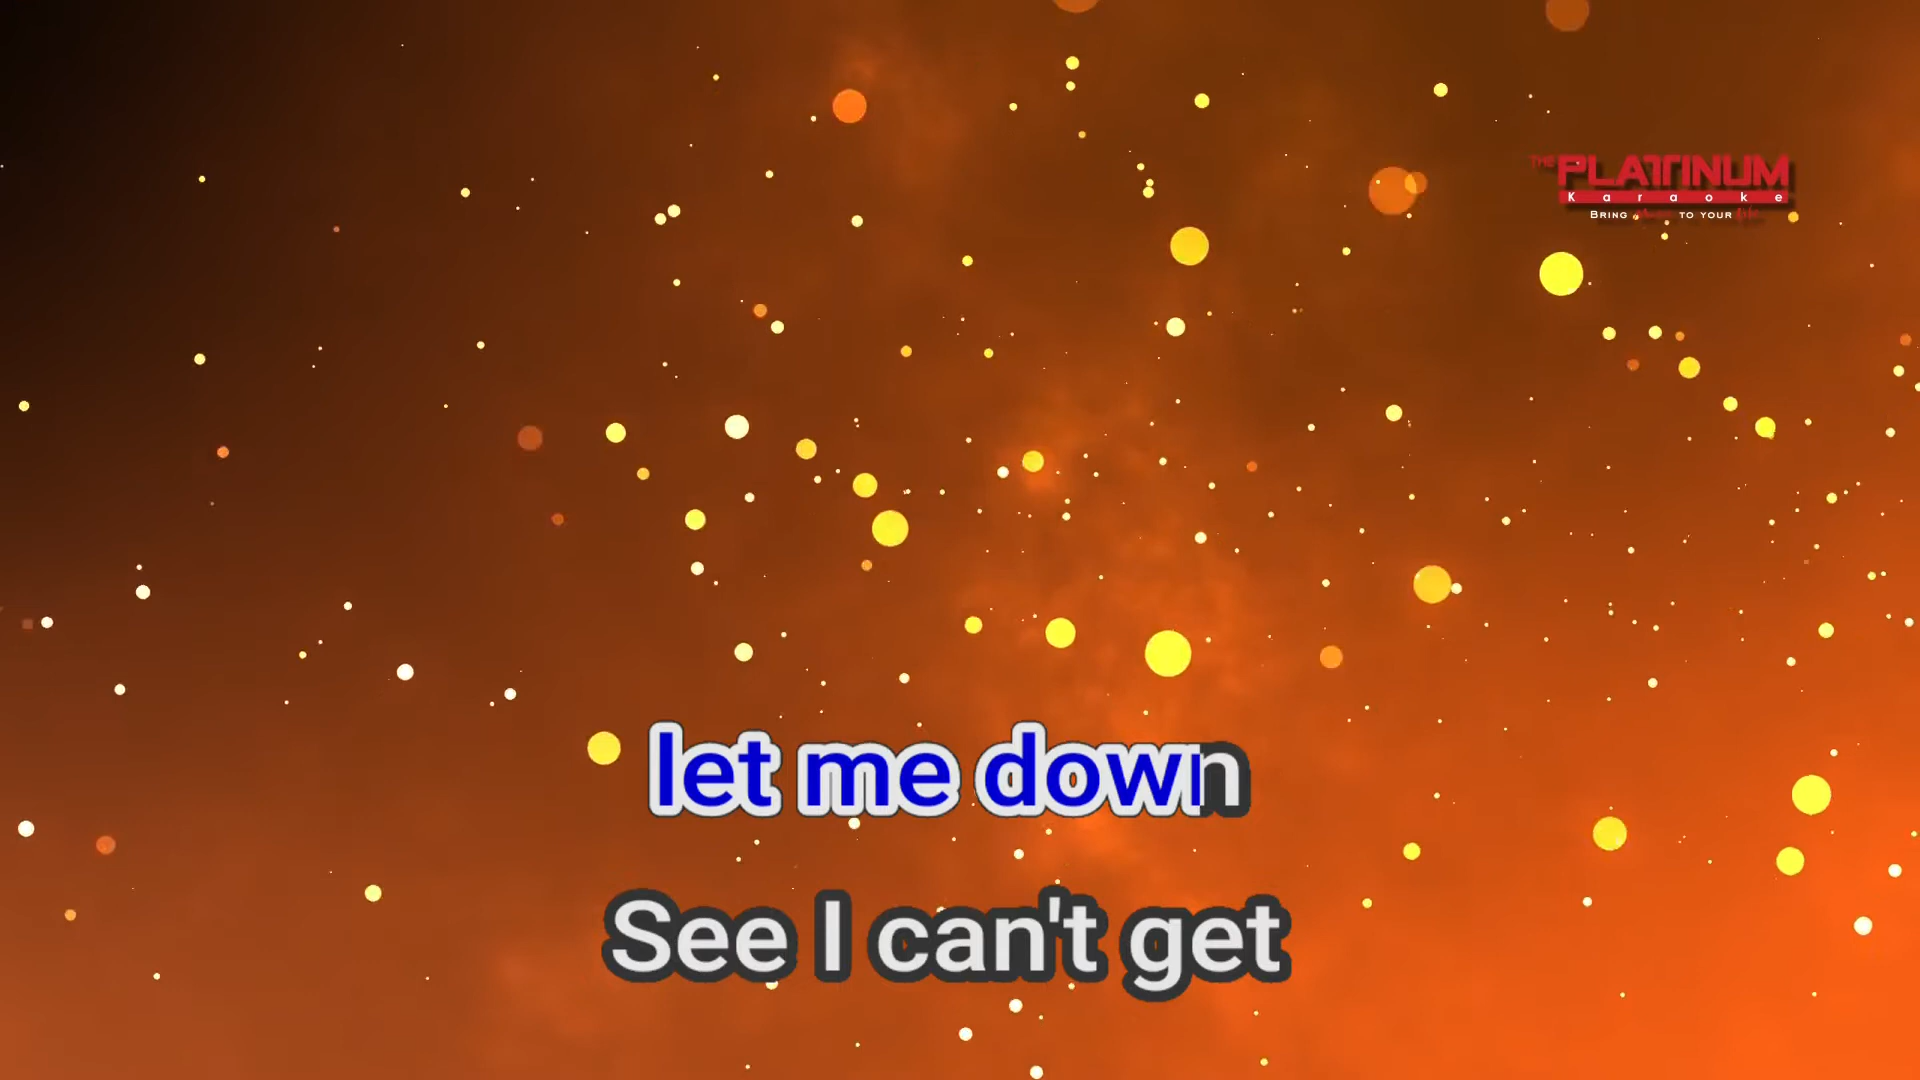 THE PLATINUM
Karaoke
BRING Music TO YOUR life
let me down
See I can't get